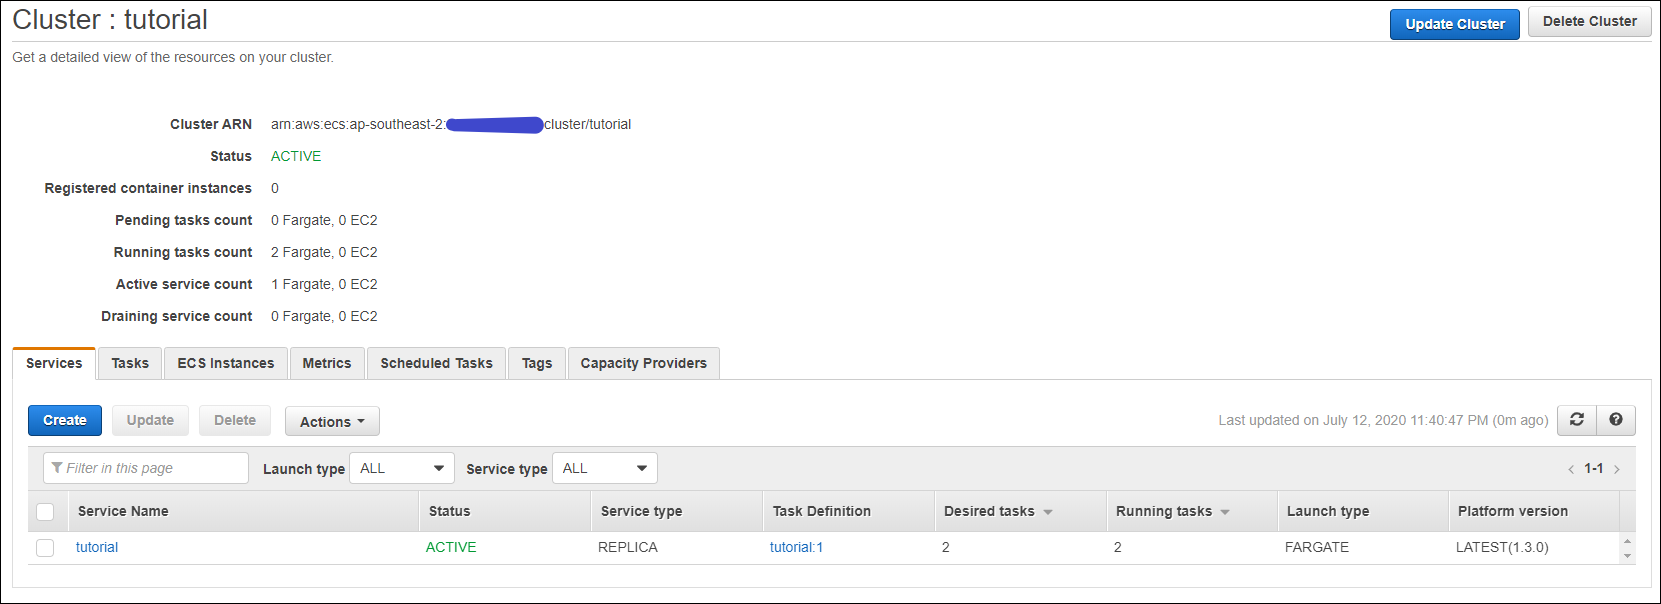 Cluster : tutorial
Update Cluster
Delete Cluster
Get a detailed view of the resources on your cluster.
Cluster ARN arn:aws:ecs:ap-southeast-2: cluster/tutorial
Status ACTIVE
Registered container instances 0
Pending tasks count 0 Fargate, 0 EC2
Running tasks count 2 Fargate, 0 EC2
Active service count 1 Fargate, 0 EC2
Draining service count 0 Fargate, 0 EC2
Services Tasks ECS Instances Metrics Scheduled Tasks Tags Capacity Providers
Create Update Delete Actions Last updated on July 12, 2020 11:40:47 PM (0m ago)
Filter in this page Launch type ALL Service type ALL < 1-1 >
Service Name Status Service type Task Definition Desired tasks Running tasks Launch type Platform version
tutorial ACTIVE REPLICA tutorial:1 2 2 FARGATE LATEST(1.3.0)